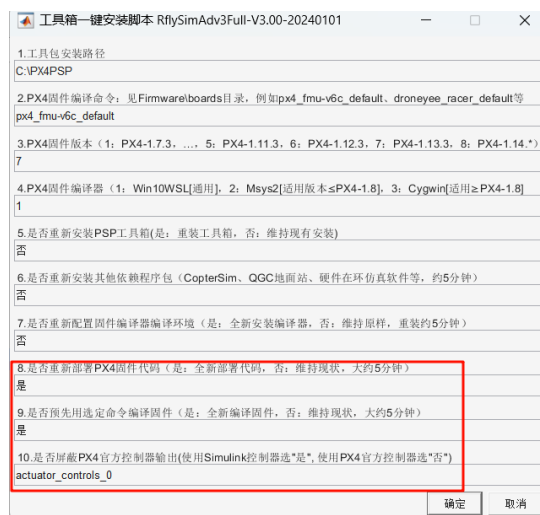 工具箱一键安装脚本 RflySimAdv3Full-V3.00-20240101
1.工具包安装路径
C:\PX4PSP
2.PX4固件编译命令：见Firmware\boards目录，例如px4_fmu-v6c_default、droneyee_racer_default等
px4_fmu-v6c_default
3.PX4固件版本（1：PX4-1.7.3，...，5：PX4-1.11.3，6：PX4-1.12.3，7：PX4-1.13.3，8：PX4-1.14.*）
7
4.PX4固件编译器（1：Win10WSL[通用]，2：Msys2[适用版本≤PX4-1.8]，3：Cygwin[适用≥PX4-1.8]
1
5.是否重新安装PSP工具箱(是：重装工具箱，否：维持现有安装)
否
6.是否重新安装其他依赖程序包（CopterSim、QGC地面站、硬件在环仿真软件等，约5分钟）
否
7.是否重新配置固件编译器编译环境（是：全新安装编译器，否：维持原样，重装约5分钟）
否
8.是否重新部署PX4固件代码（是：全新部署代码，否：维持现状，大约5分钟）
是
9.是否预先用选定命令编译固件（是：全新编译固件，否：维持现状，大约5分钟）
是
10.是否屏蔽PX4官方控制器输出(使用Simulink控制器选"是",使用PX4官方控制器选"否")
actuator_controls_0
确定 取消